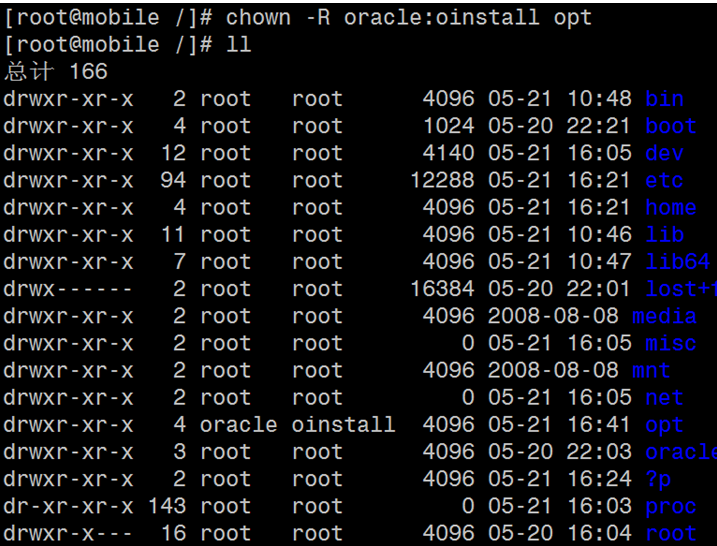 [root@mobile /]# chown -R oracle:oinstall opt
[root@mobile /]# ll
总计 166
drwxr-xr-x   2 root   root      4096 05-21 10:48 bin
drwxr-xr-x   4 root   root      1024 05-20 22:21 boot
drwxr-xr-x  12 root   root      4140 05-21 16:05 dev
drwxr-xr-x  94 root   root     12288 05-21 16:21 etc
drwxr-xr-x   4 root   root      4096 05-21 16:21 home
drwxr-xr-x  11 root   root      4096 05-21 10:46 lib
drwxr-xr-x   7 root   root      4096 05-21 10:47 lib64
drwx------   2 root   root     16384 05-20 22:01 lost+f
drwxr-xr-x   2 root   root      4096 2008-08-08 media
drwxr-xr-x   2 root   root         0 05-21 16:05 misc
drwxr-xr-x   2 root   root      4096 2008-08-08 mnt
drwxr-xr-x   2 root   root         0 05-21 16:05 net
drwxr-xr-x   4 oracle oinstall  4096 05-21 16:41 opt
drwxr-xr-x   3 root   root      4096 05-20 22:03 oracle
drwxr-xr-x   2 root   root      4096 05-21 16:24 ?p
dr-xr-xr-x 143 root   root         0 05-21 16:03 proc
drwxr-x---  16 root   root      4096 05-20 16:04 root